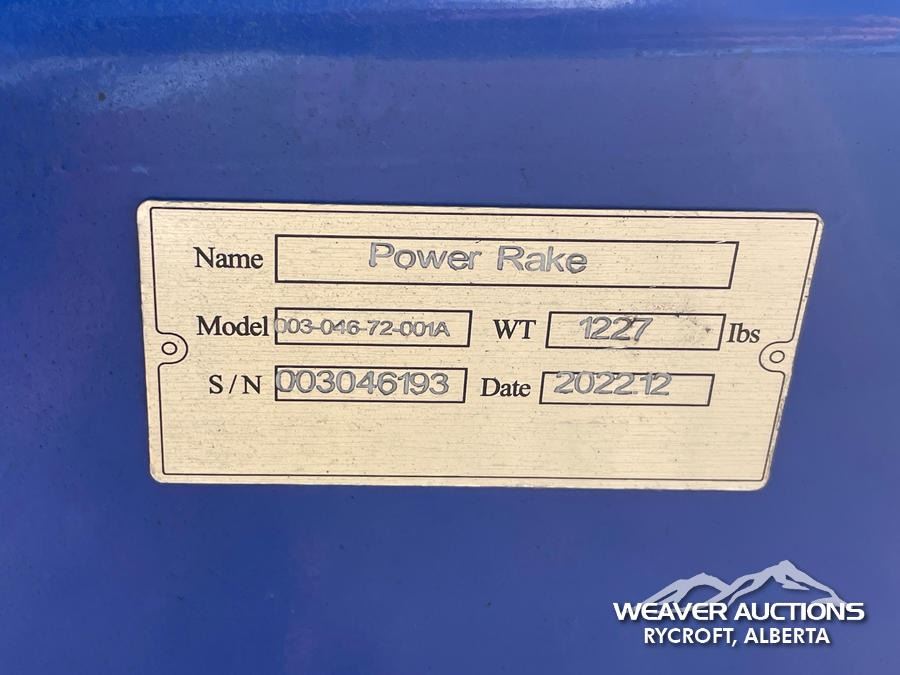 Name Power Rake
Model 003-046-72-001A WT 1227 lbs
S/N 003046193 Date 2022.12
WEAVER AUCTIONS
RYCROFT, ALBERTA